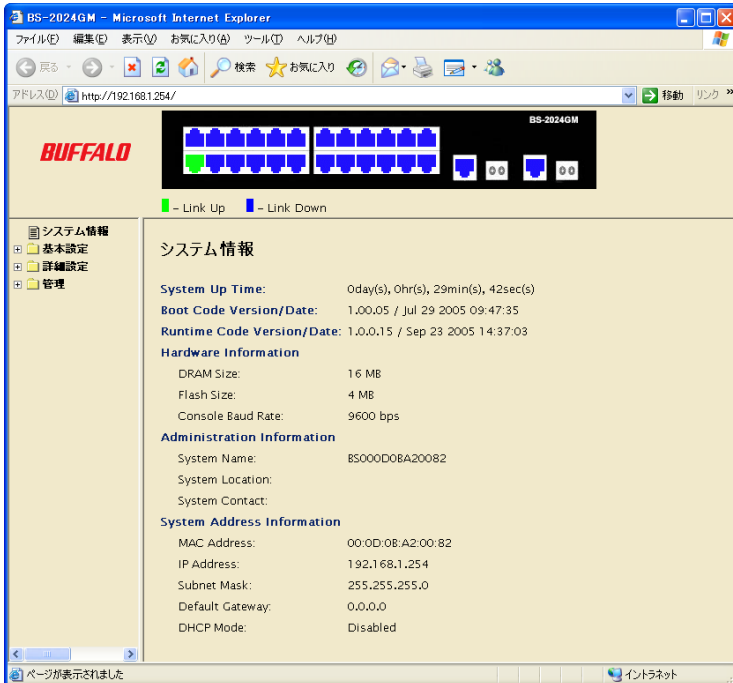 BS-2024GM - Microsoft Internet Explorer
ファイル(F) 編集(E) 表示(V) お気に入り(A) ツール(T) ヘルプ(H)
戻る 検索 お気に入り
アドレス(D) http://192.168.1.254/ 移動 リンク »
BUFFALO
BS-2024GM
- Link Up - Link Down
システム情報
基本設定
詳細設定
管理
システム情報
System Up Time: 0day(s), 0hr(s), 29min(s), 42sec(s)
Boot Code Version/Date: 1.00.05 / Jul 29 2005 09:47:35
Runtime Code Version/Date: 1.0.0.15 / Sep 23 2005 14:37:03
Hardware Information
DRAM Size: 16 MB
Flash Size: 4 MB
Console Baud Rate: 9600 bps
Administration Information
System Name: BS000D0BA20082
System Location:
System Contact:
System Address Information
MAC Address: 00:0D:0B:A2:00:82
IP Address: 192.168.1.254
Subnet Mask: 255.255.255.0
Default Gateway: 0.0.0.0
DHCP Mode: Disabled
ページが表示されました イントラネット